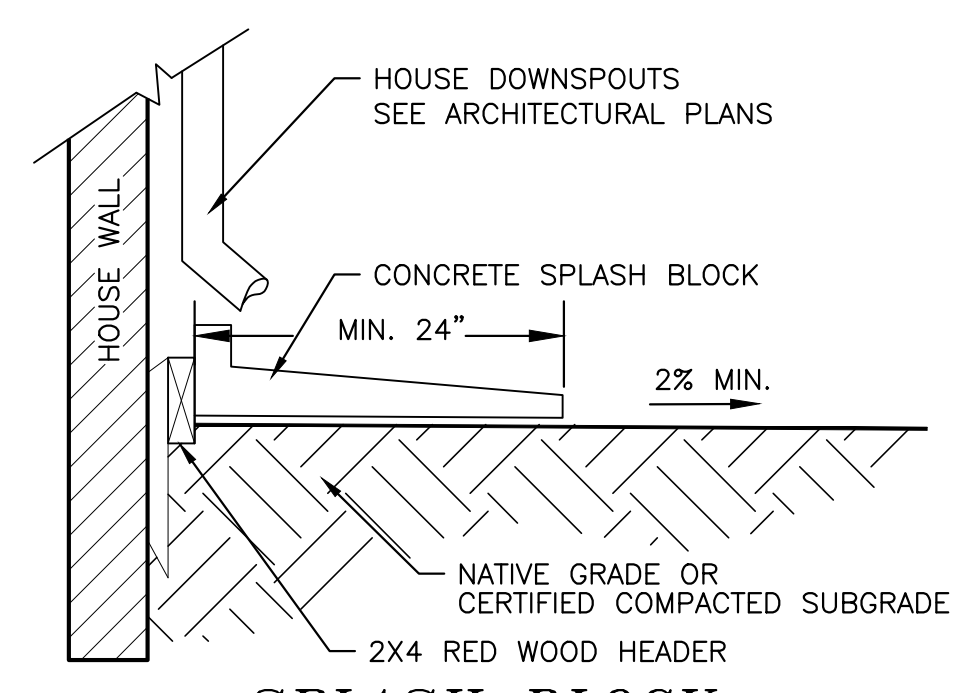 HOUSE DOWNSPOUTS
SEE ARCHITECTURAL PLANS
HOUSE WALL
CONCRETE SPLASH BLOCK
MIN. 24”
2% MIN.
NATIVE GRADE OR
CERTIFIED COMPACTED SUBGRADE
2X4 RED WOOD HEADER